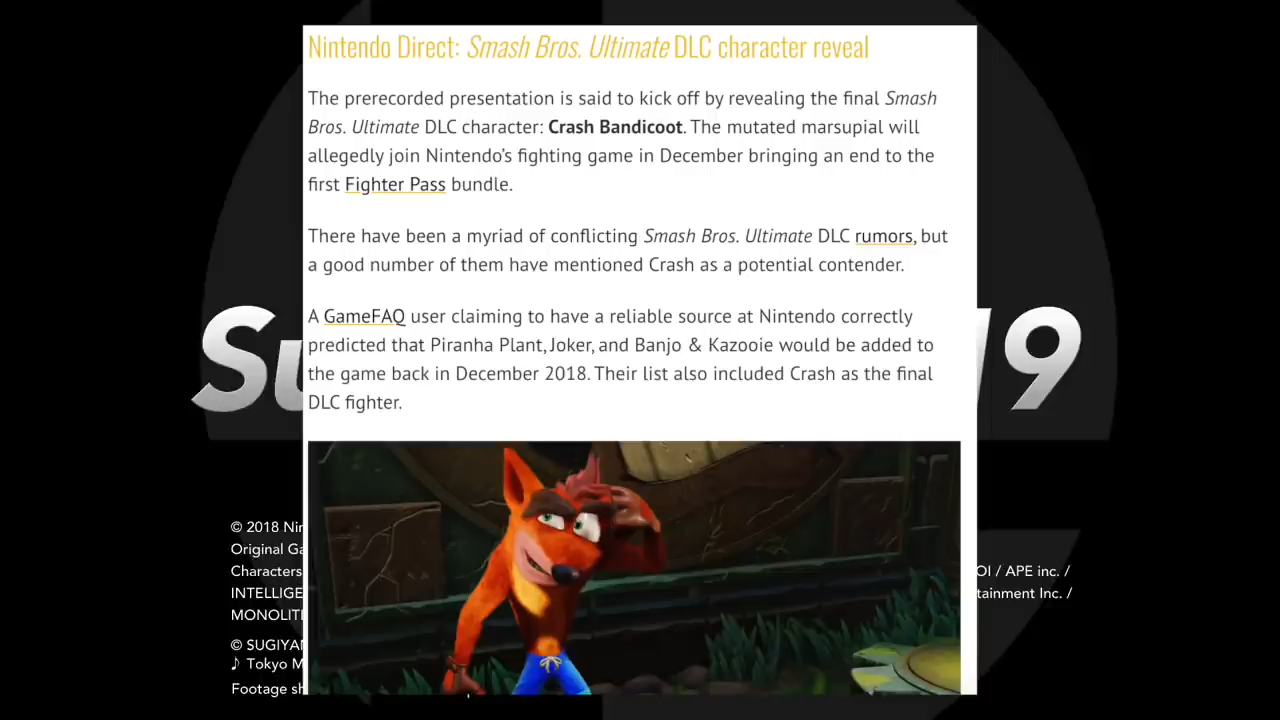 Nintendo Direct: Smash Bros. Ultimate DLC character reveal
The prerecorded presentation is said to kick off by revealing the final Smash
Bros. Ultimate DLC character: Crash Bandicoot. The mutated marsupial will
allegedly join Nintendo's fighting game in December bringing an end to the
first Fighter Pass bundle.
There have been a myriad of conflicting Smash Bros. Ultimate DLC rumors, but
a good number of them have mentioned Crash as a potential contender.
A GameFAQ user claiming to have a reliable source at Nintendo correctly
predicted that Piranha Plant, Joker, and Banjo & Kazooie would be added to
the game back in December 2018. Their list also included Crash as the final
DLC fighter.
Su 19
© 2018 Nin
Original Ga
Characters OI / APE inc. /
INTELLIGE tainment Inc. /
MONOLIT
© SUGIYA
♪ Tokyo M
Footage sh